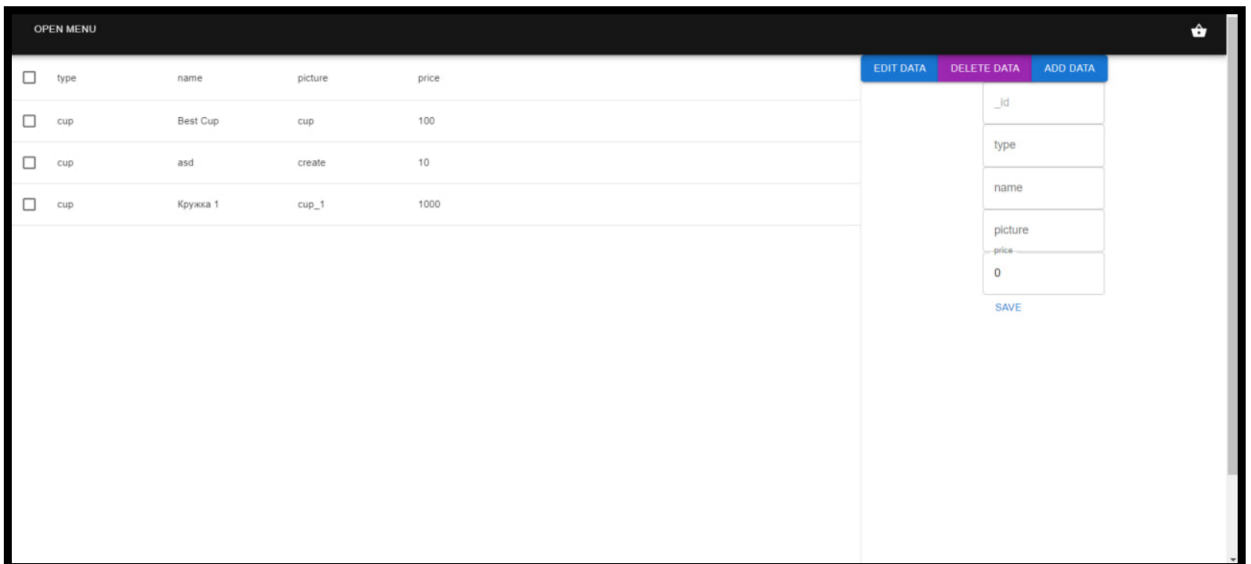 OPEN MENU
type name picture price
cup Best Cup cup 100
cup asd create 10
cup Кружка 1 cup_1 1000
EDIT DATA DELETE DATA ADD DATA
_id
type
name
picture
price
0
SAVE